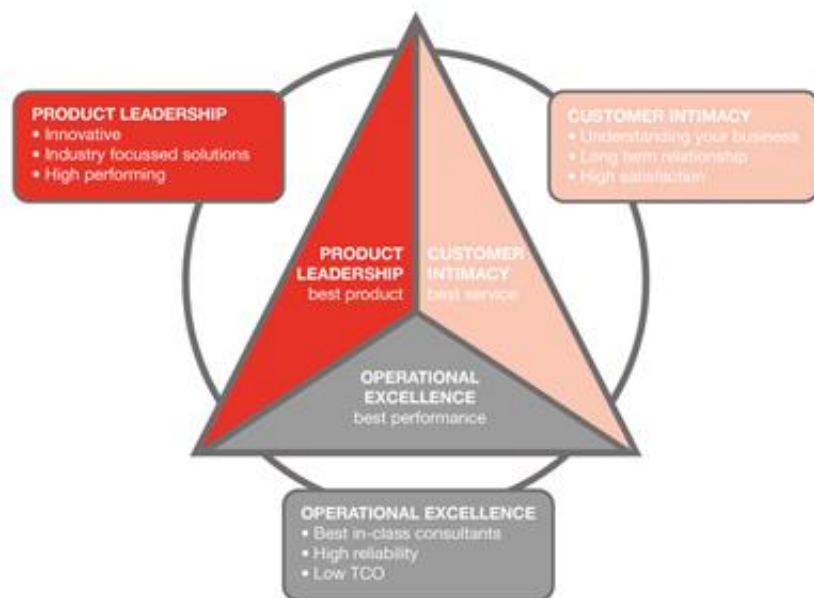 PRODUCT LEADERSHIP
• Innovative
• Industry focussed solutions
• High performing
CUSTOMER INTIMACY
• Understanding your business
• Long term relationship
• High satisfaction
PRODUCT
LEADERSHIP
best product
CUSTOMER
INTIMACY
best service
OPERATIONAL
EXCELLENCE
best performance
OPERATIONAL EXCELLENCE
• Best in-class consultants
• High reliability
• Low TCO